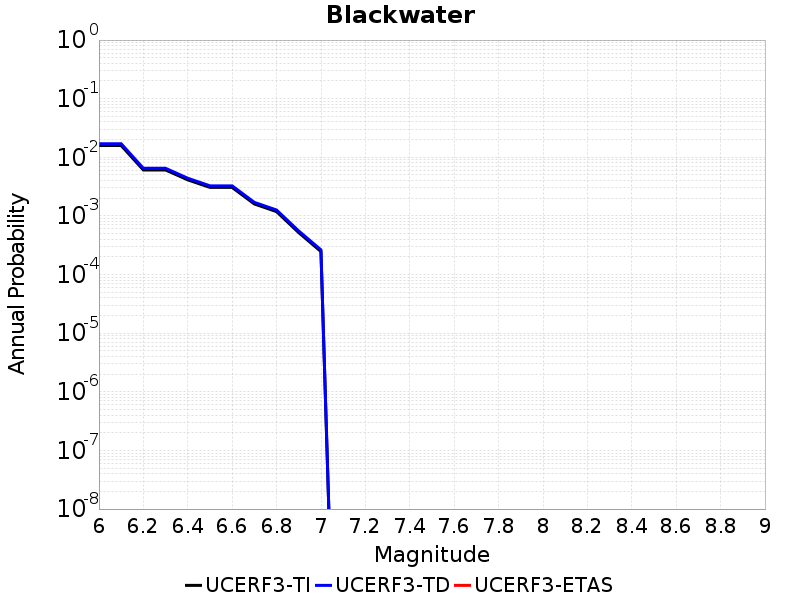 Blackwater
10^0
10^-1
10^-2
10^-3
10^-4
10^-5
10^-6
10^-7
10^-8
Annual Probability
6 6.2 6.4 6.6 6.8 7 7.2 7.4 7.6 7.8 8 8.2 8.4 8.6 8.8 9
Magnitude
UCERF3-TI UCERF3-TD UCERF3-ETAS